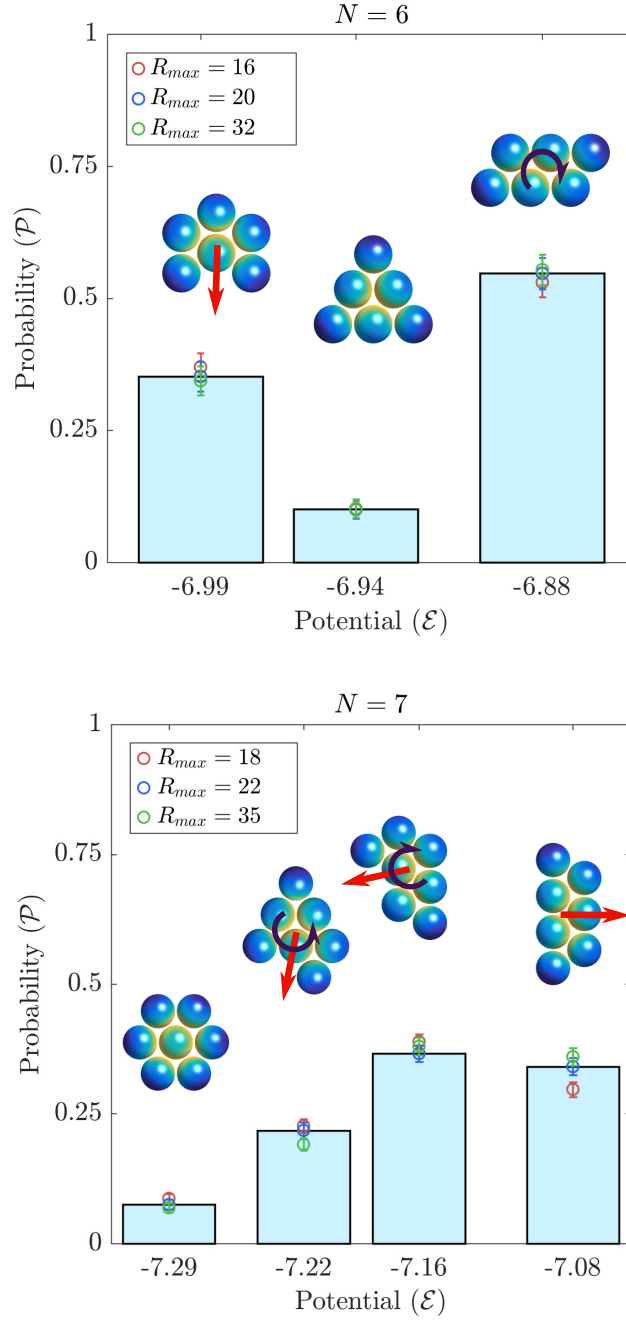 N = 6
1
0.75
0.5
0.25
0
Probability (𝒫)
R_max = 16
R_max = 20
R_max = 32
-6.99 -6.94 -6.88
Potential (ℰ)
N = 7
1
0.75
0.5
0.25
0
Probability (𝒫)
R_max = 18
R_max = 22
R_max = 35
-7.29 -7.22 -7.16 -7.08
Potential (ℰ)